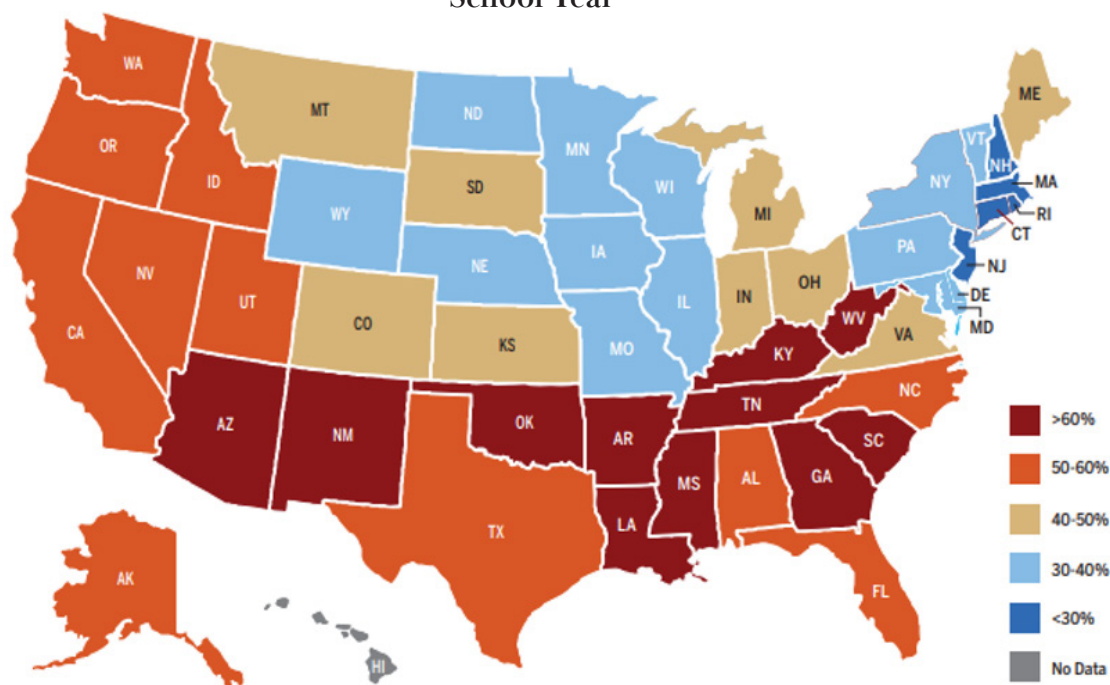 School Year
WA
MT
ND
MN
ME
OR
ID
SD
WI
VT
NH
NY
MA
RI
CT
WY
MI
PA
NJ
NV
UT
NE
IA
IL
IN
OH
DE
MD
CA
CO
KS
MO
WV
VA
KY
AZ
NM
OK
AR
TN
NC
SC
MS
AL
GA
LA
TX
FL
AK
HI
>60%
50-60%
40-50%
30-40%
<30%
No Data